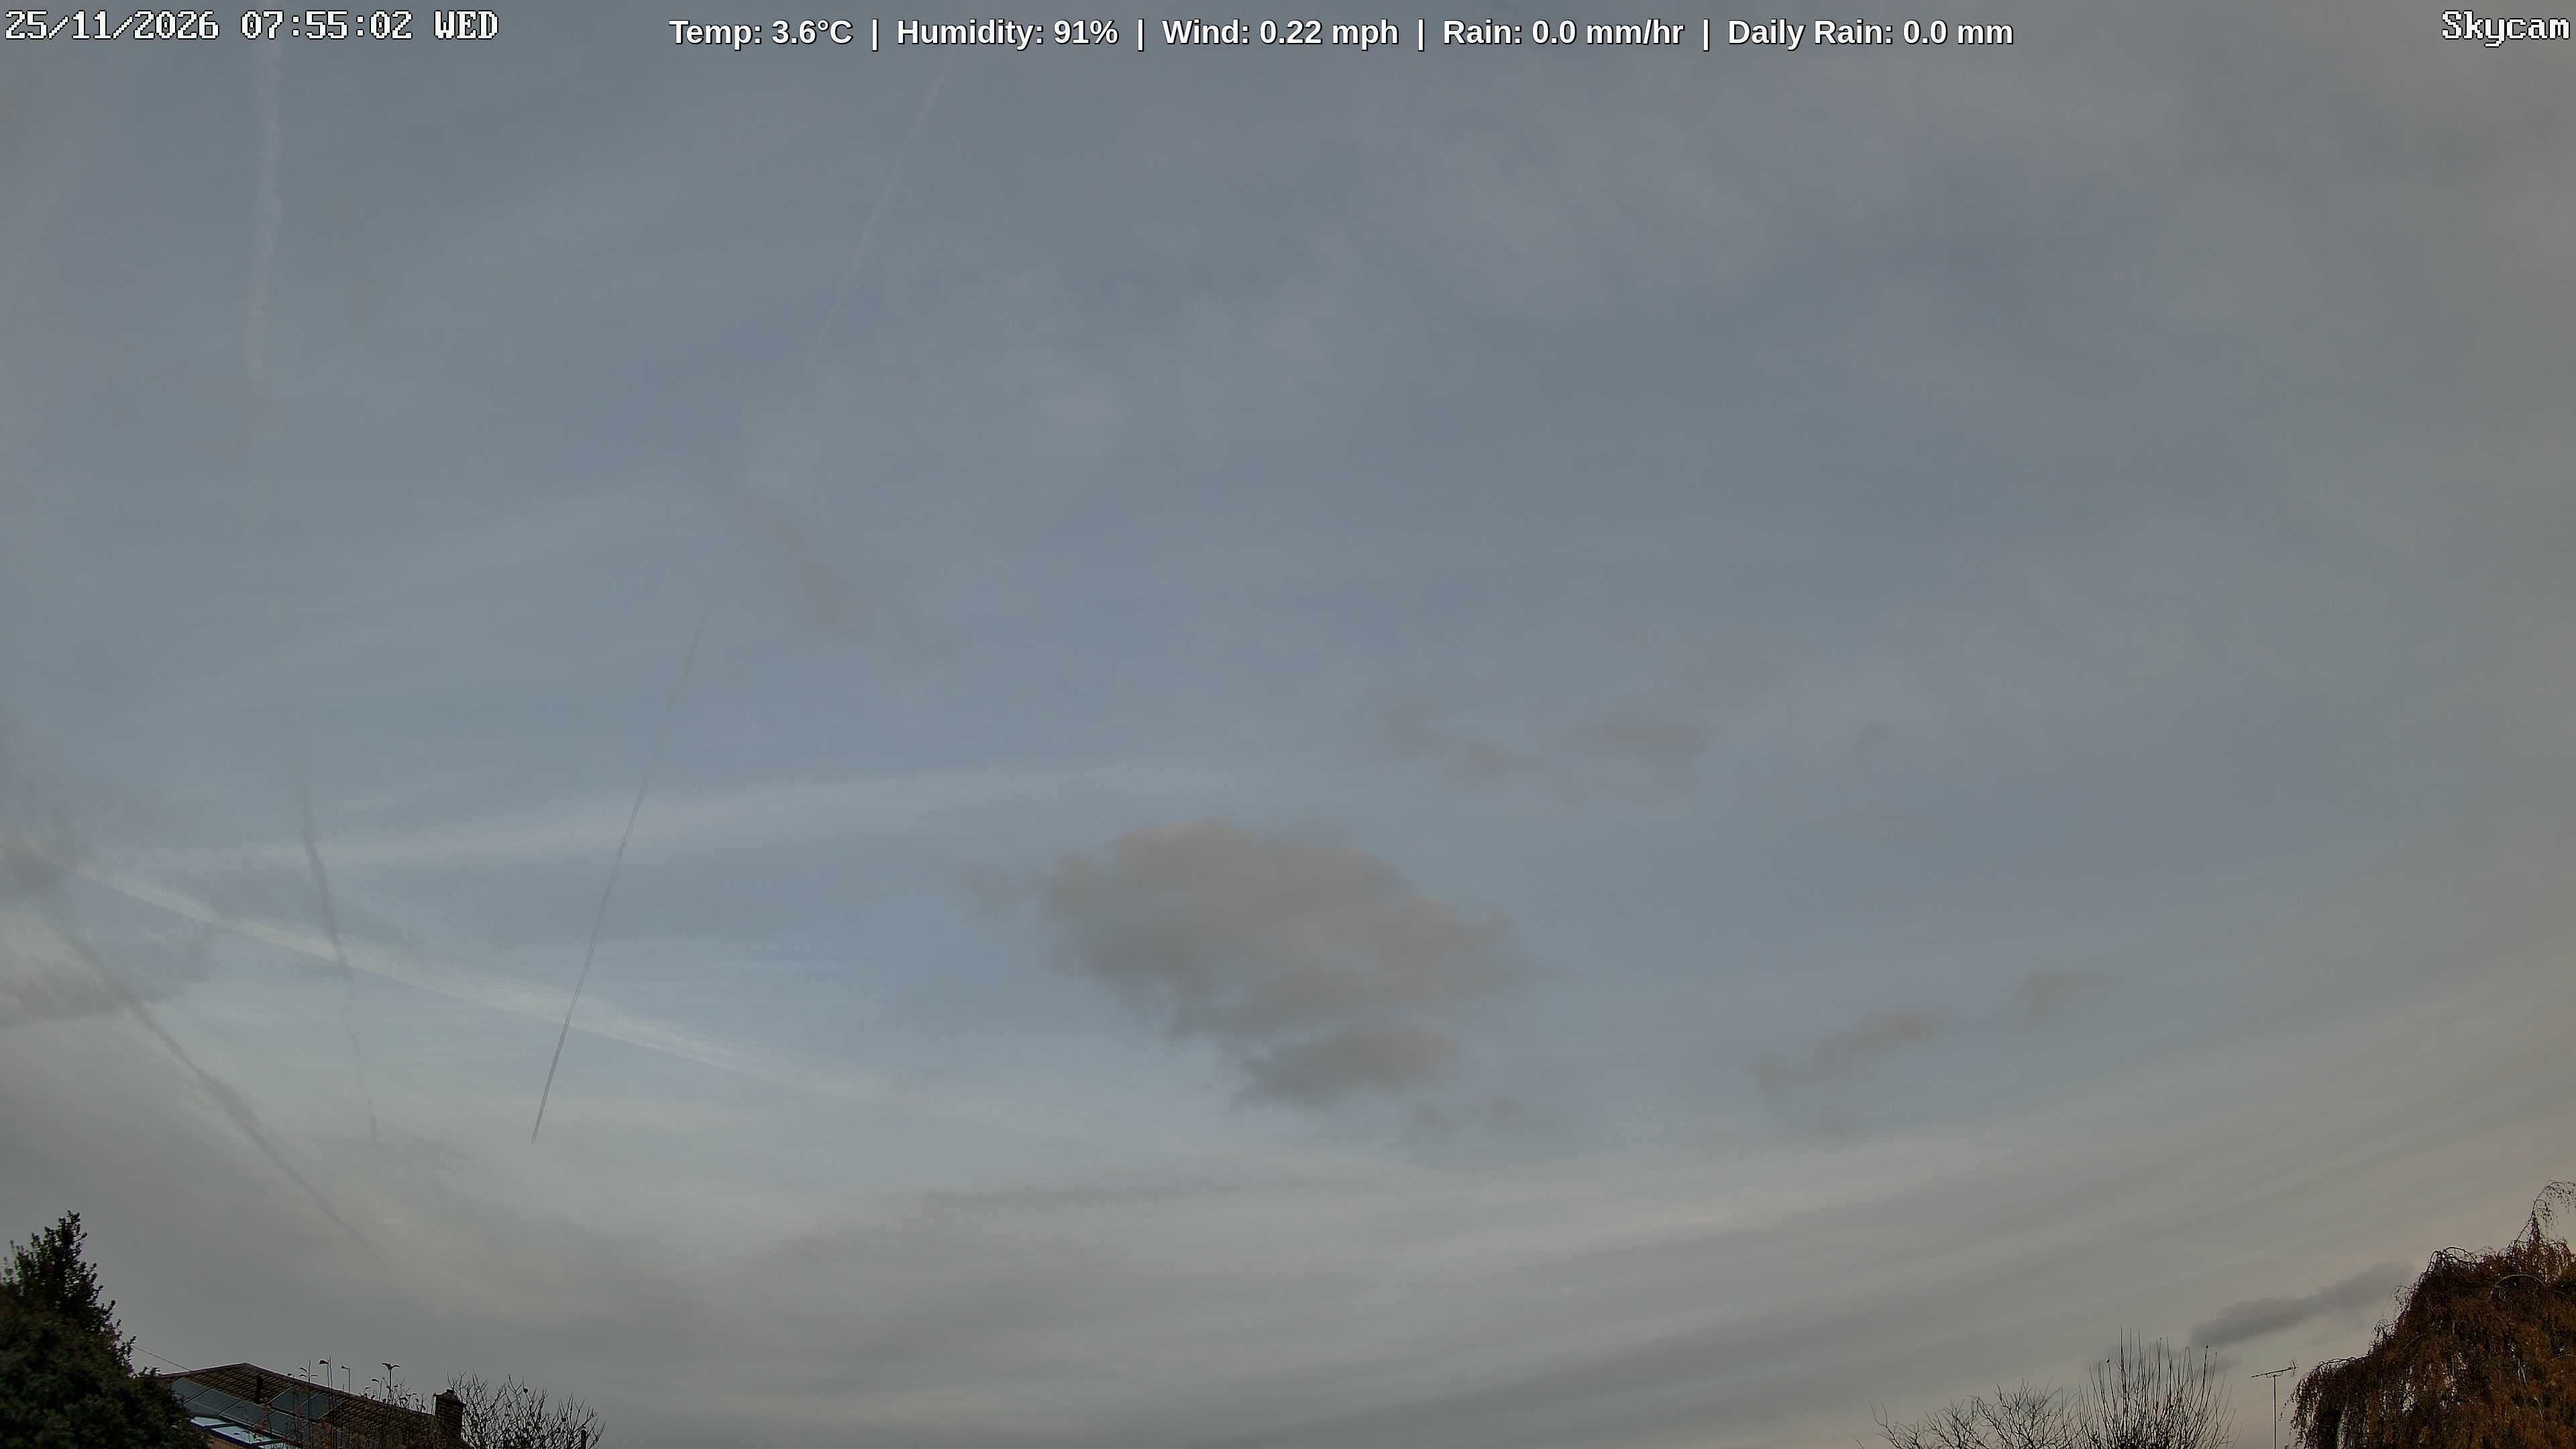 25/11/2026 07:55:02 WED
Temp: 3.6°C | Humidity: 91% | Wind: 0.22 mph | Rain: 0.0 mm/hr | Daily Rain: 0.0 mm
Skycam